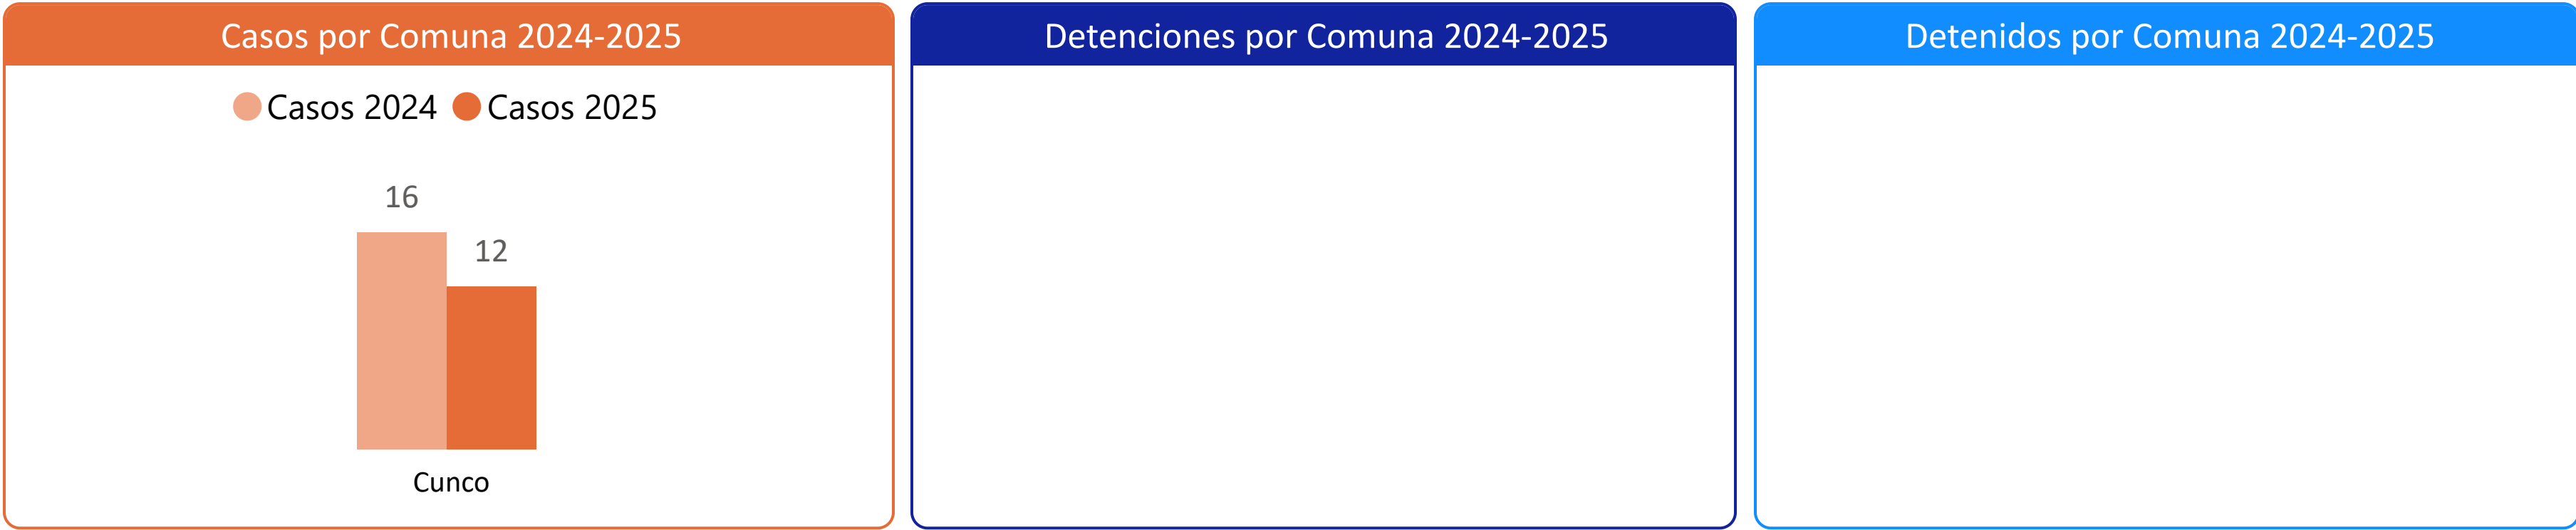 Casos por Comuna 2024-2025
Casos 2024 Casos 2025
16
12
Cunco
Detenciones por Comuna 2024-2025
Detenidos por Comuna 2024-2025